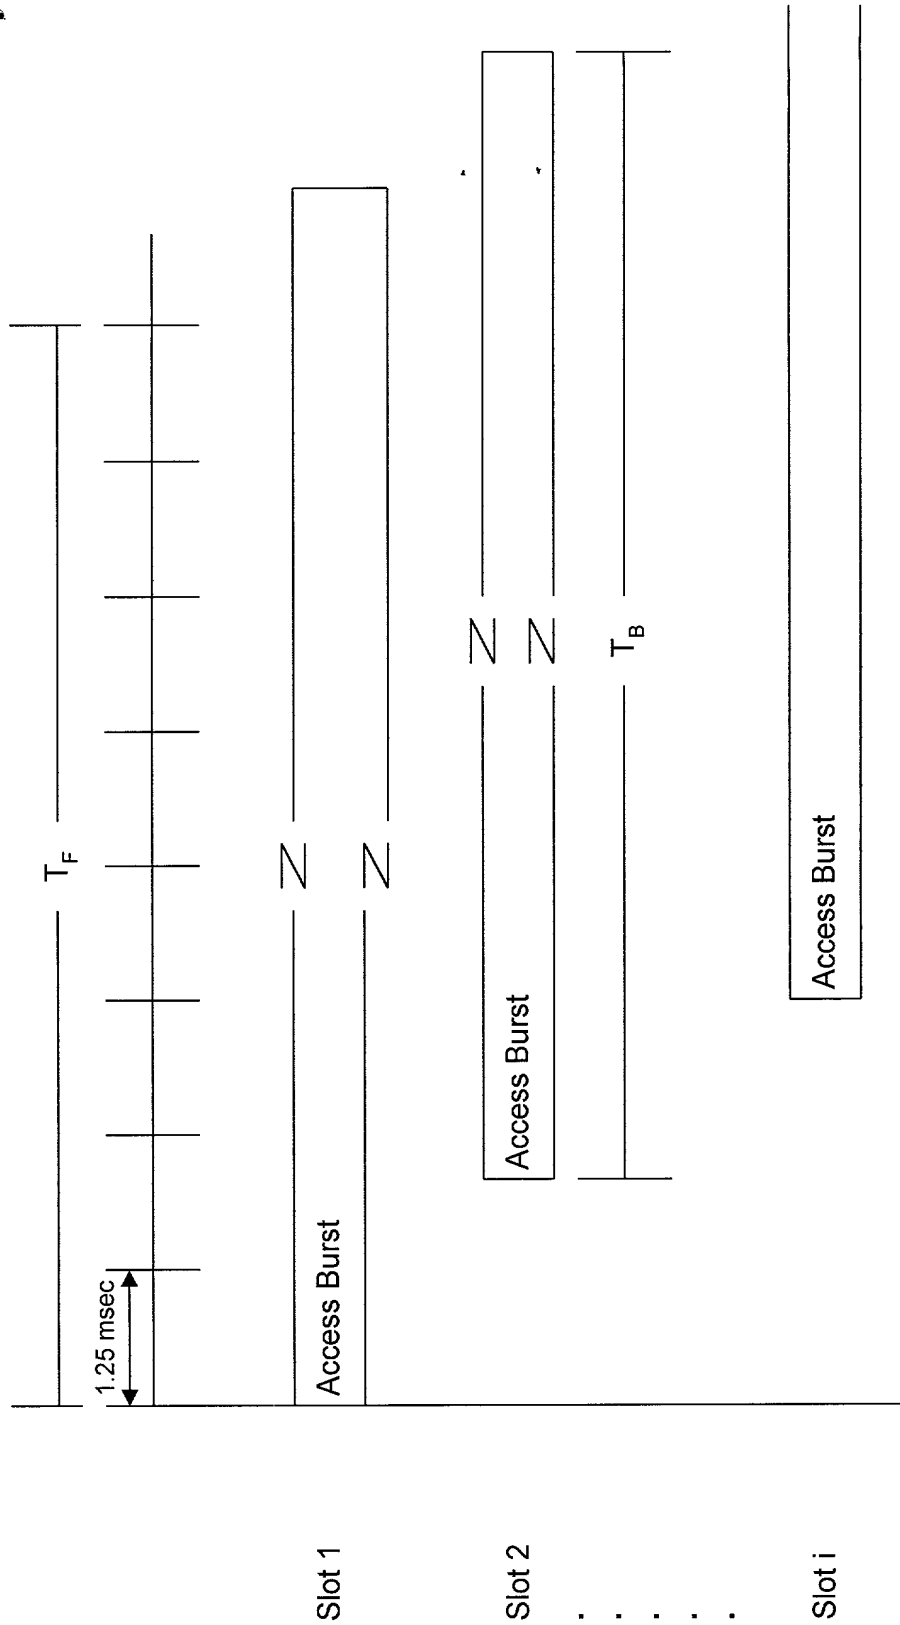 T_F
1.25 msec
Slot 1 Access Burst
Slot 2 Access Burst
T_B
. . . . .
Slot i Access Burst